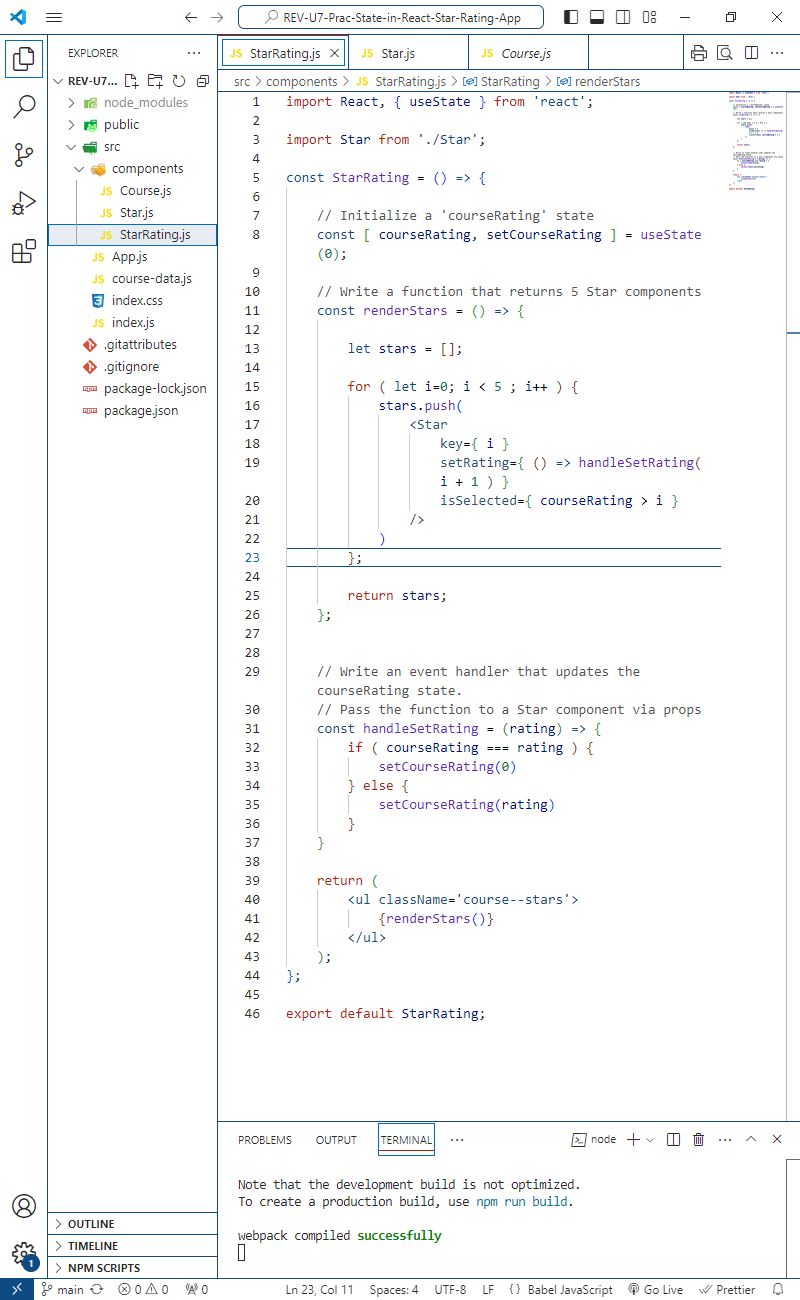 REV-U7-Prac-State-in-React-Star-Rating-App
EXPLORER
REV-U7...
node_modules
public
src
components
JS Course.js
JS Star.js
JS StarRating.js
JS App.js
JS course-data.js
index.css
JS index.js
.gitattributes
.gitignore
package-lock.json
package.json
OUTLINE
TIMELINE
NPM SCRIPTS
JS StarRating.js
JS Star.js
JS Course.js
src > components > JS StarRating.js > StarRating > renderStars
1 import React, { useState } from 'react';
2
3 import Star from './Star';
4
5 const StarRating = () => {
6
7 // Initialize a 'courseRating' state
8 const [ courseRating, setCourseRating ] = useState
(0);
9
10 // Write a function that returns 5 Star components
11 const renderStars = () => {
12
13 let stars = [];
14
15 for ( let i=0; i < 5 ; i++ ) {
16 stars.push(
17 <Star
18 key={ i }
19 setRating={ () => handleSetRating(
i + 1 ) }
20 isSelected={ courseRating > i }
21 />
22 )
23 };
24
25 return stars;
26 };
27
28
29 // Write an event handler that updates the
courseRating state.
30 // Pass the function to a Star component via props
31 const handleSetRating = (rating) => {
32 if ( courseRating === rating ) {
33 setCourseRating(0)
34 } else {
35 setCourseRating(rating)
36 }
37 }
38
39 return (
40 <ul className='course--stars'>
41 {renderStars()}
42 </ul>
43 );
44 };
45
46 export default StarRating;
PROBLEMS OUTPUT TERMINAL ... node
Note that the development build is not optimized.
To create a production build, use npm run build.
webpack compiled successfully
1
main 0 0 0 Ln 23, Col 11 Spaces: 4 UTF-8 LF {} Babel JavaScript Go Live Prettier